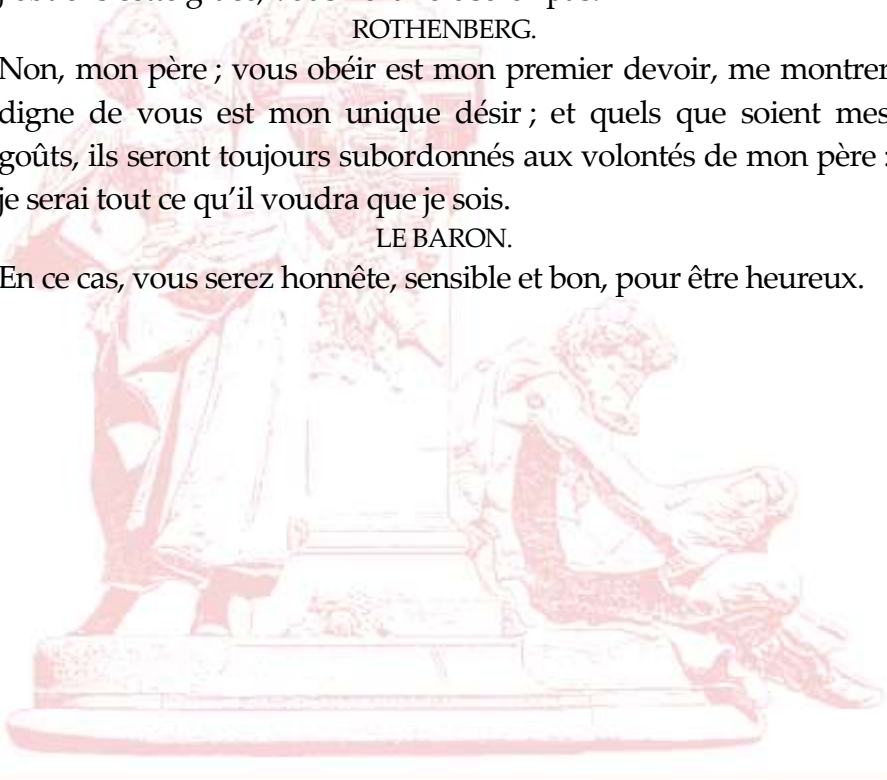 ROTHENBERG.
Non, mon père ; vous obéir est mon premier devoir, me montrer
digne de vous est mon unique désir ; et quels que soient mes
goûts, ils seront toujours subordonnés aux volontés de mon père :
je serai tout ce qu’il voudra que je sois.
LE BARON.
En ce cas, vous serez honnête, sensible et bon, pour être heureux.